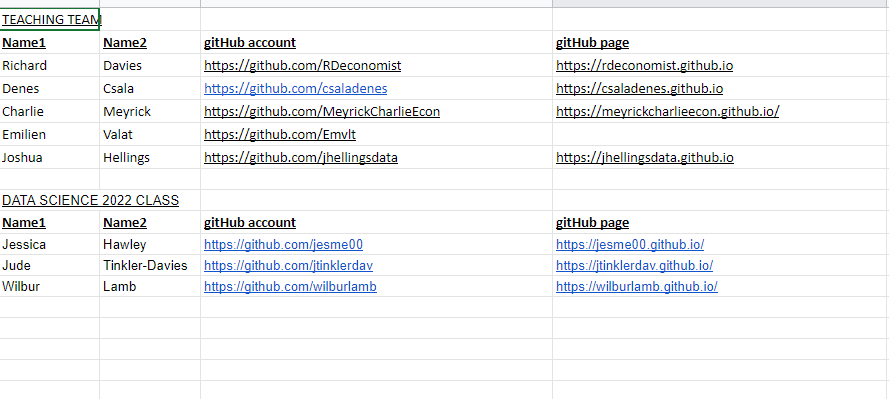 TEACHING TEAM
Name1 Name2 gitHub account gitHub page
Richard Davies https://github.com/RDeconomist https://rdeconomist.github.io
Denes Csala https://github.com/csaladenes https://csaladenes.github.io
Charlie Meyrick https://github.com/MeyrickCharlieEcon https://meyrickcharlieecon.github.io/
Emilien Valat https://github.com/Emvlt
Joshua Hellings https://github.com/jhellingsdata https://jhellingsdata.github.io
DATA SCIENCE 2022 CLASS
Name1 Name2 gitHub account gitHub page
Jessica Hawley https://github.com/jesme00 https://jesme00.github.io/
Jude Tinkler-Davies https://github.com/jtinklerdav https://jtinklerdav.github.io/
Wilbur Lamb https://github.com/wilburlamb https://wilburlamb.github.io/